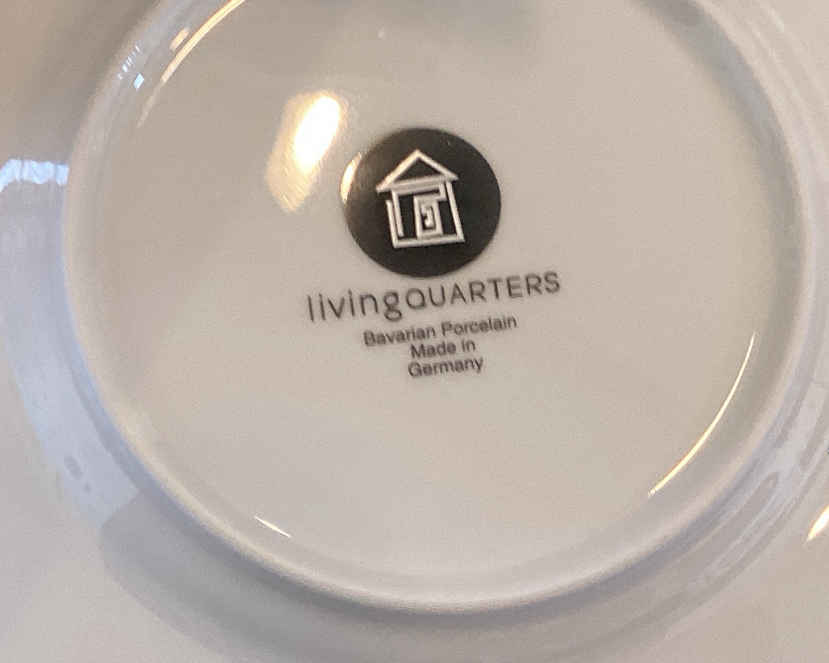 livingQUARTERS
Bavarian Porcelain
Made in
Germany